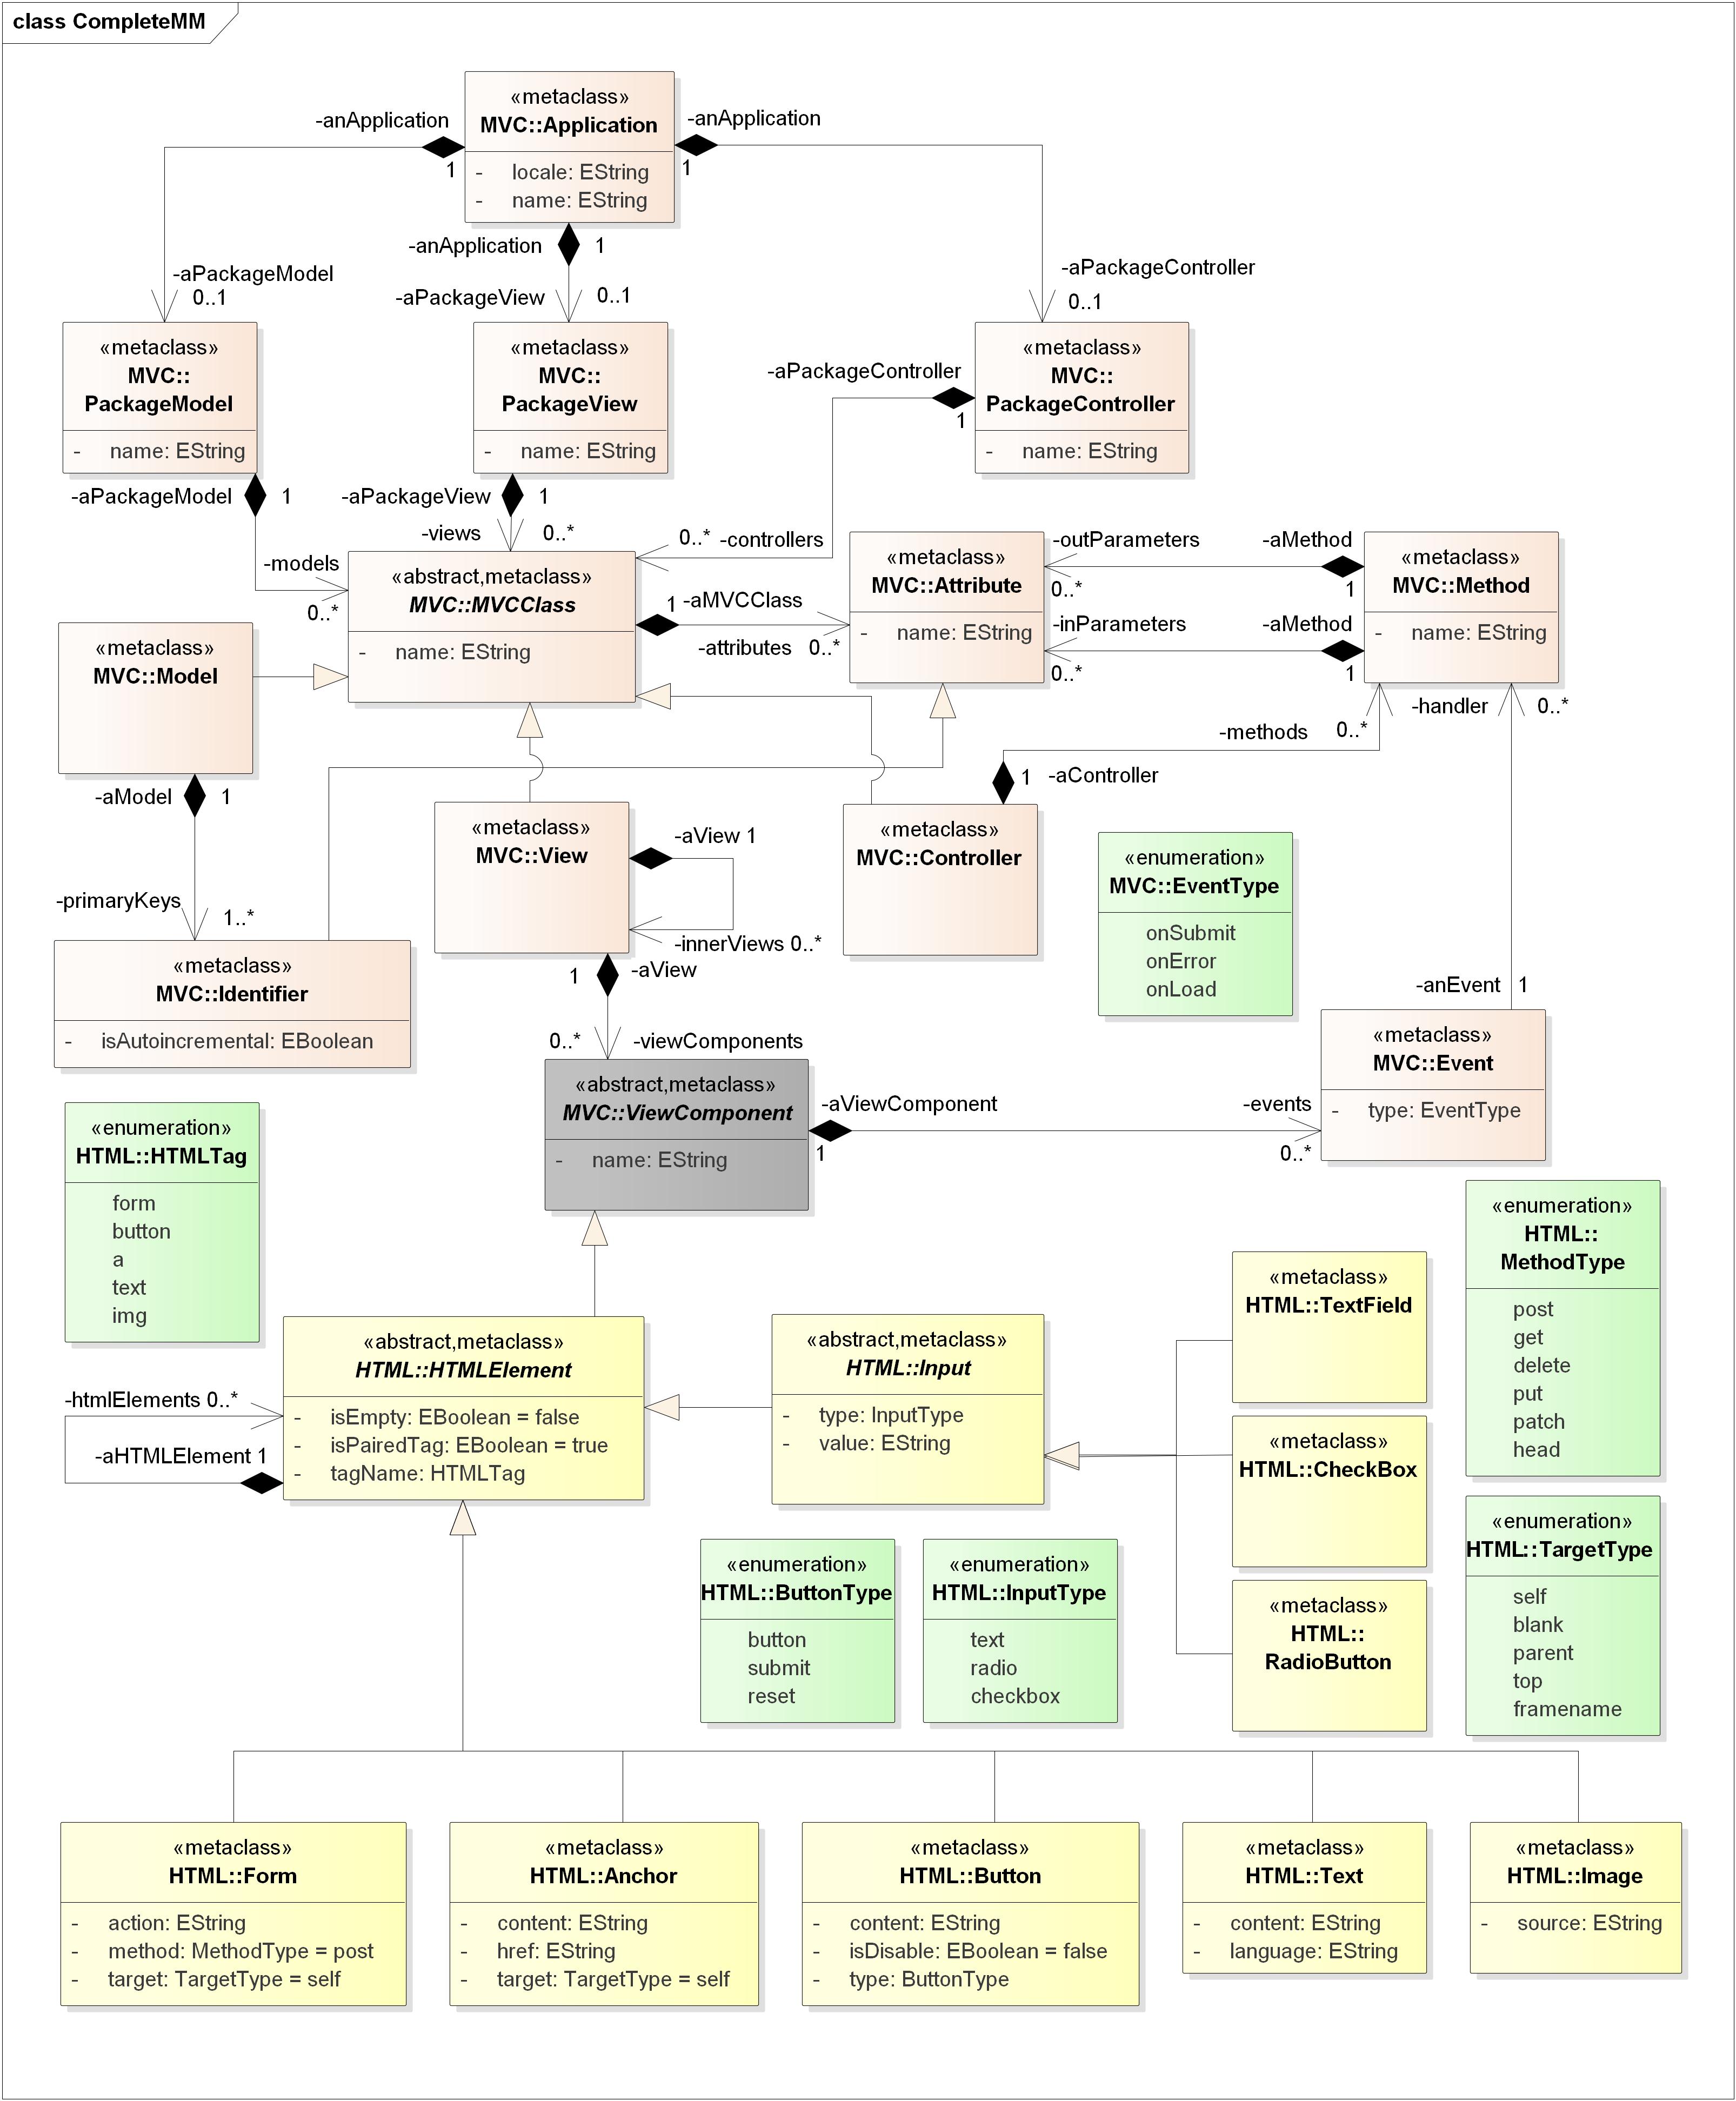 class CompleteMM
«metaclass»
MVC::Application
- locale: EString
- name: EString
-anApplication
1
-anApplication
1
-anApplication
1
-aPackageModel
0..1
-aPackageView
0..1
-aPackageController
0..1
«metaclass»
MVC::
PackageModel
- name: EString
«metaclass»
MVC::
PackageView
- name: EString
«metaclass»
MVC::
PackageController
- name: EString
-aPackageController
1
-aPackageModel
1
-aPackageView
1
-views
0..*
0..*
-controllers
-models
0..*
«abstract,metaclass»
MVC::MVCClass
- name: EString
1
-aMVCClass
-attributes
0..*
«metaclass»
MVC::Attribute
- name: EString
-outParameters
0..*
-aMethod
1
-inParameters
0..*
-aMethod
1
«metaclass»
MVC::Method
- name: EString
«metaclass»
MVC::Model
-methods
0..*
-handler
0..*
-aModel
1
-primaryKeys
1..*
«metaclass»
MVC::View
-aView 1
-innerViews 0..*
1
-aView
«metaclass»
MVC::Controller
1
-aController
«enumeration»
MVC::EventType
onSubmit
onError
onLoad
«metaclass»
MVC::Identifier
- isAutoincremental: EBoolean
-anEvent
1
«metaclass»
MVC::Event
- type: EventType
0..*
-viewComponents
«abstract,metaclass»
MVC::ViewComponent
- name: EString
-aViewComponent
1
-events
0..*
«enumeration»
HTML::HTMLTag
form
button
a
text
img
«enumeration»
HTML::
MethodType
post
get
delete
put
patch
head
«abstract,metaclass»
HTML::HTMLElement
- isEmpty: EBoolean = false
- isPairedTag: EBoolean = true
- tagName: HTMLTag
-htmlElements 0..*
-aHTMLElement 1
«abstract,metaclass»
HTML::Input
- type: InputType
- value: EString
«metaclass»
HTML::TextField
«metaclass»
HTML::CheckBox
«metaclass»
HTML::
RadioButton
«enumeration»
HTML::TargetType
self
blank
parent
top
framename
«enumeration»
HTML::ButtonType
button
submit
reset
«enumeration»
HTML::InputType
text
radio
checkbox
«metaclass»
HTML::Form
- action: EString
- method: MethodType = post
- target: TargetType = self
«metaclass»
HTML::Anchor
- content: EString
- href: EString
- target: TargetType = self
«metaclass»
HTML::Button
- content: EString
- isDisable: EBoolean = false
- type: ButtonType
«metaclass»
HTML::Text
- content: EString
- language: EString
«metaclass»
HTML::Image
- source: EString